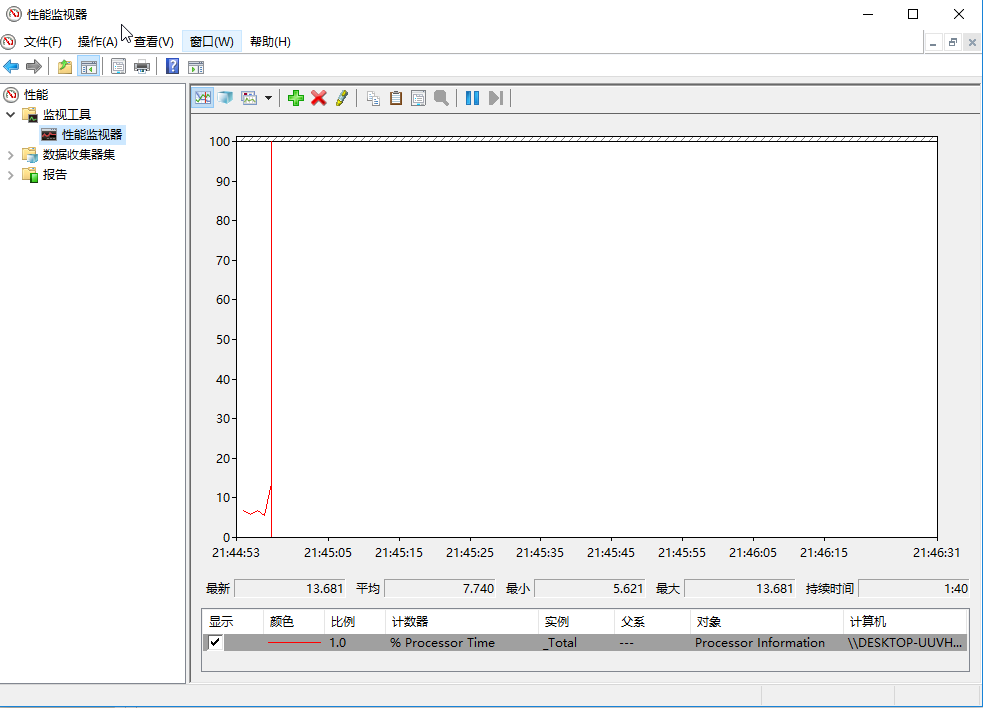 性能监视器
文件(F) 操作(A) 查看(V) 窗口(W) 帮助(H)
性能
监视工具
性能监视器
数据收集器集
报告
100
90
80
70
60
50
40
30
20
10
0
21:44:53 21:45:05 21:45:15 21:45:25 21:45:35 21:45:45 21:45:55 21:46:05 21:46:15 21:46:31
最新 13.681 平均 7.740 最小 5.621 最大 13.681 持续时间 1:40
显示 颜色 比例 计数器 实例 父系 对象 计算机
1.0 % Processor Time _Total --- Processor Information \\DESKTOP-UUVH...